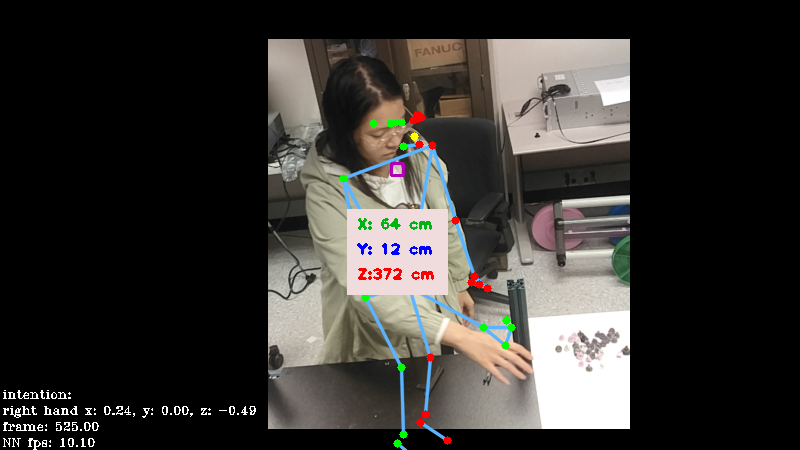 FANUC
X: 64 cm
Y: 12 cm
Z:372 cm
intention:
right hand x: 0.24, y: 0.00, z: −0.49
frame: 525.00
NN fps: 10.10